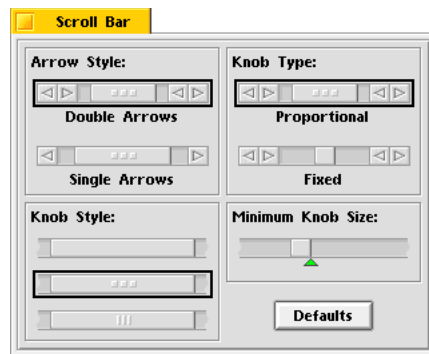 Scroll Bar
Arrow Style:
Double Arrows
Single Arrows
Knob Type:
Proportional
Fixed
Knob Style:
Minimum Knob Size:
Defaults